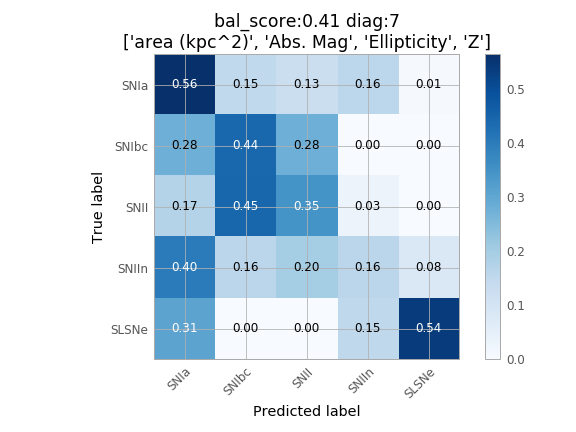 bal_score:0.41 diag:7
['area (kpc^2)', 'Abs. Mag', 'Ellipticity', 'Z']
SNIa 0.56 0.15 0.13 0.16 0.01
SNIbc 0.28 0.44 0.28 0.00 0.00
SNII 0.17 0.45 0.35 0.03 0.00
SNIIn 0.40 0.16 0.20 0.16 0.08
SLSNe 0.31 0.00 0.00 0.15 0.54
True label
SNIa SNIbc SNII SNIIn SLSNe
Predicted label
0.5
0.4
0.3
0.2
0.1
0.0